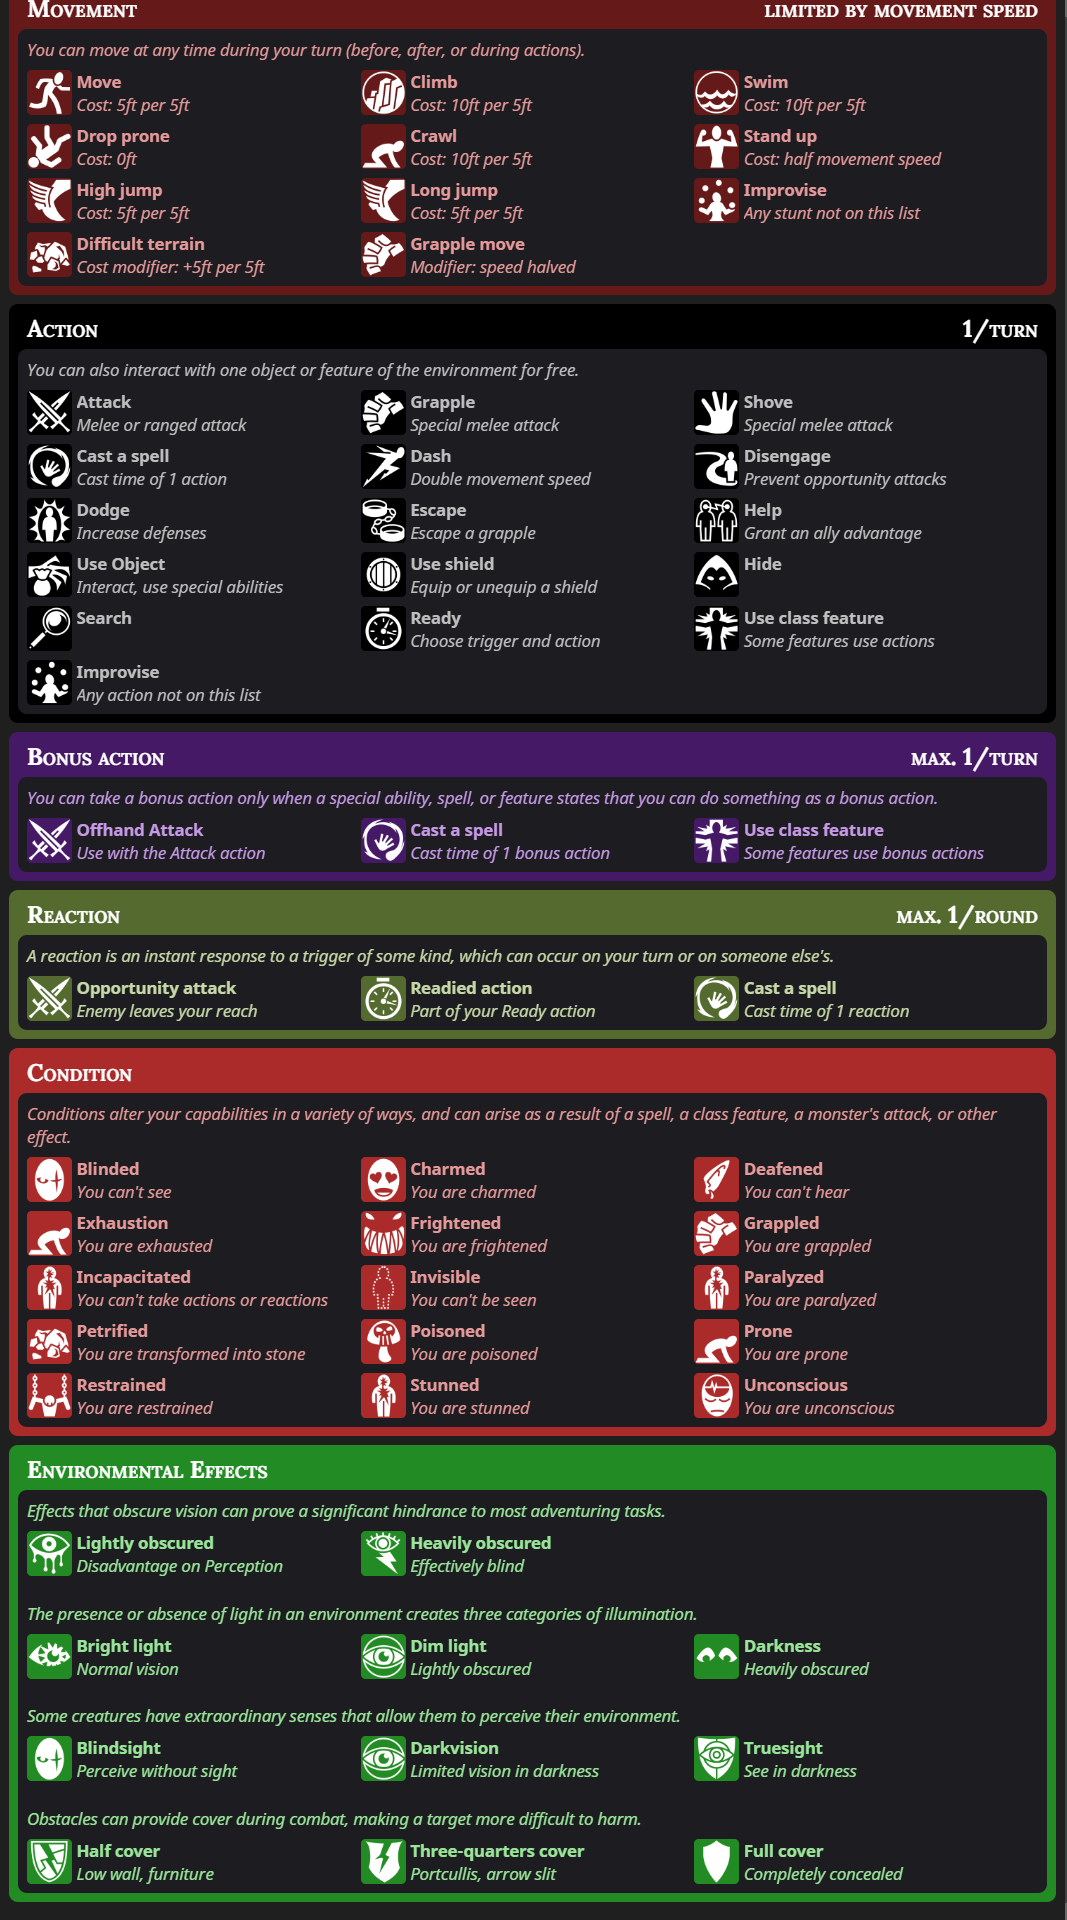 Movement
limited by movement speed
You can move at any time during your turn (before, after, or during actions).
Move
Cost: 5ft per 5ft
Climb
Cost: 10ft per 5ft
Swim
Cost: 10ft per 5ft
Drop prone
Cost: 0ft
Crawl
Cost: 10ft per 5ft
Stand up
Cost: half movement speed
High jump
Cost: 5ft per 5ft
Long jump
Cost: 5ft per 5ft
Improvise
Any stunt not on this list
Difficult terrain
Cost modifier: +5ft per 5ft
Grapple move
Modifier: speed halved
Action
1/turn
You can also interact with one object or feature of the environment for free.
Attack
Melee or ranged attack
Grapple
Special melee attack
Shove
Special melee attack
Cast a spell
Cast time of 1 action
Dash
Double movement speed
Disengage
Prevent opportunity attacks
Dodge
Increase defenses
Escape
Escape a grapple
Help
Grant an ally advantage
Use Object
Interact, use special abilities
Use shield
Equip or unequip a shield
Hide
Search
Ready
Choose trigger and action
Use class feature
Some features use actions
Improvise
Any action not on this list
Bonus action
max. 1/turn
You can take a bonus action only when a special ability, spell, or feature states that you can do something as a bonus action.
Offhand Attack
Use with the Attack action
Cast a spell
Cast time of 1 bonus action
Use class feature
Some features use bonus actions
Reaction
max. 1/round
A reaction is an instant response to a trigger of some kind, which can occur on your turn or on someone else's.
Opportunity attack
Enemy leaves your reach
Readied action
Part of your Ready action
Cast a spell
Cast time of 1 reaction
Condition
Conditions alter your capabilities in a variety of ways, and can arise as a result of a spell, a class feature, a monster's attack, or other
effect.
Blinded
You can't see
Charmed
You are charmed
Deafened
You can't hear
Exhaustion
You are exhausted
Frightened
You are frightened
Grappled
You are grappled
Incapacitated
You can't take actions or reactions
Invisible
You can't be seen
Paralyzed
You are paralyzed
Petrified
You are transformed into stone
Poisoned
You are poisoned
Prone
You are prone
Restrained
You are restrained
Stunned
You are stunned
Unconscious
You are unconscious
Environmental Effects
Effects that obscure vision can prove a significant hindrance to most adventuring tasks.
Lightly obscured
Disadvantage on Perception
Heavily obscured
Effectively blind
The presence or absence of light in an environment creates three categories of illumination.
Bright light
Normal vision
Dim light
Lightly obscured
Darkness
Heavily obscured
Some creatures have extraordinary senses that allow them to perceive their environment.
Blindsight
Perceive without sight
Darkvision
Limited vision in darkness
Truesight
See in darkness
Obstacles can provide cover during combat, making a target more difficult to harm.
Half cover
Low wall, furniture
Three-quarters cover
Portcullis, arrow slit
Full cover
Completely concealed